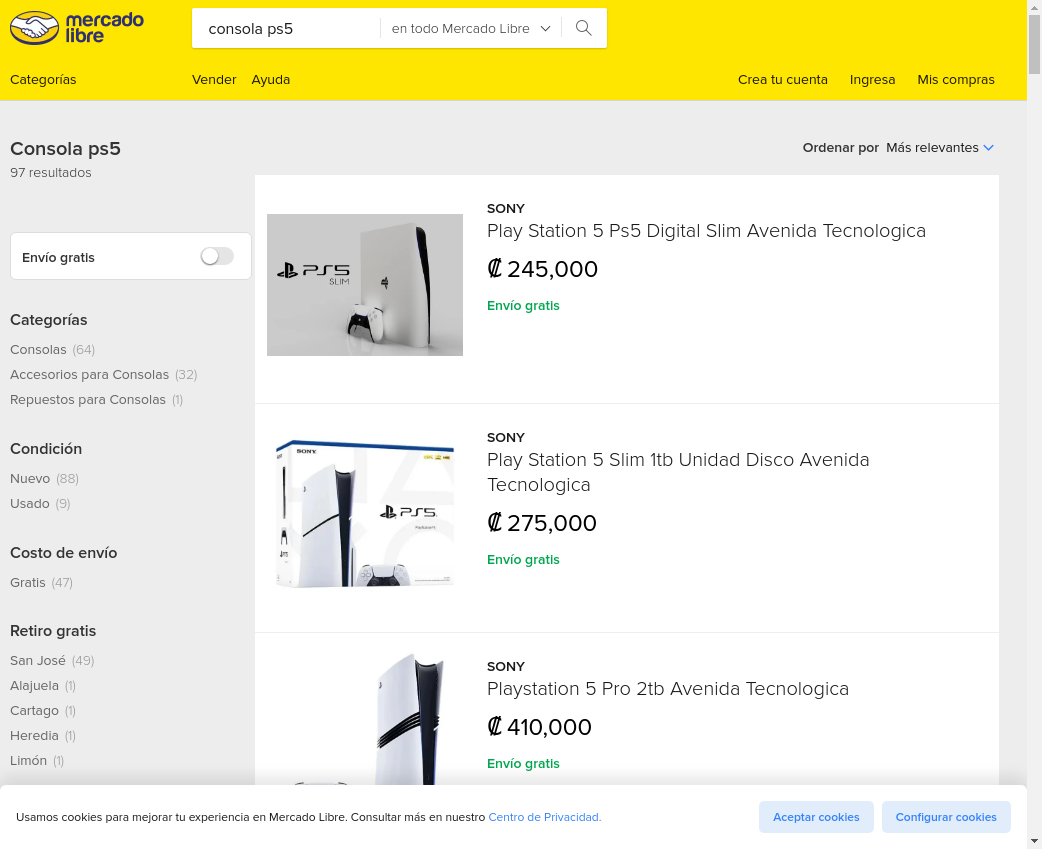 mercado
libre
consola ps5
en todo Mercado Libre
Categorías
Vender
Ayuda
Crea tu cuenta
Ingresa
Mis compras
Consola ps5
97 resultados
Ordenar por Más relevantes
Envío gratis
Categorías
Consolas (64)
Accesorios para Consolas (32)
Repuestos para Consolas (1)
Condición
Nuevo (88)
Usado (9)
Costo de envío
Gratis (47)
Retiro gratis
San José (49)
Alajuela (1)
Cartago (1)
Heredia (1)
Limón (1)
PS5
SLIM
SONY
Play Station 5 Ps5 Digital Slim Avenida Tecnologica
₡ 245,000
Envío gratis
SONY
PS5
SONY
Play Station 5 Slim 1tb Unidad Disco Avenida
Tecnologica
₡ 275,000
Envío gratis
SONY
Playstation 5 Pro 2tb Avenida Tecnologica
₡ 410,000
Envío gratis
Usamos cookies para mejorar tu experiencia en Mercado Libre. Consultar más en nuestro Centro de Privacidad.
Aceptar cookies
Configurar cookies